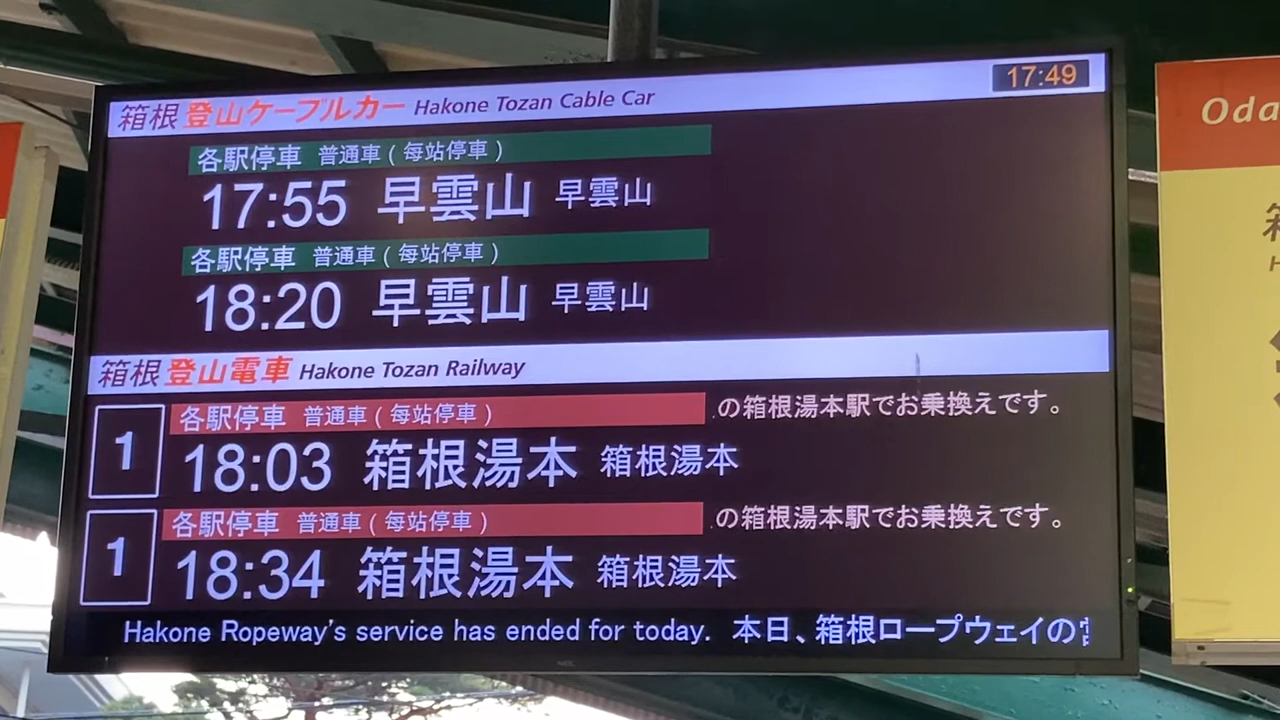 箱根登山ケーブルカー Hakone Tozan Cable Car 17:49
各駅停車 普通車(每站停車)
17:55 早雲山 早雲山
各駅停車 普通車(每站停車)
18:20 早雲山 早雲山
箱根登山電車 Hakone Tozan Railway
1 各駅停車 普通車(每站停車) の箱根湯本駅でお乗換えです。
18:03 箱根湯本 箱根湯本
1 各駅停車 普通車(每站停車) の箱根湯本駅でお乗換えです。
18:34 箱根湯本 箱根湯本
Hakone Ropeway's service has ended for today. 本日、箱根ロープウェイの
NEC
Oda